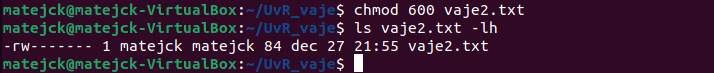 matejck@matejck-VirtualBox:~/UvR_vaje$ chmod 600 vaje2.txt
matejck@matejck-VirtualBox:~/UvR_vaje$ ls vaje2.txt -lh
-rw------- 1 matejck matejck 84 dec 27 21:55 vaje2.txt
matejck@matejck-VirtualBox:~/UvR_vaje$